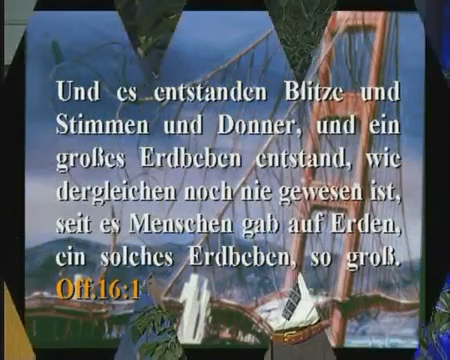 Und es entstanden Blitze und
Stimmen und Donner, und ein
großes Erdbeben entstand, wie
dergleichen noch nie gewesen ist,
seit es Menschen gab auf Erden,
ein solches Erdbeben, so groß.
Off.16:1